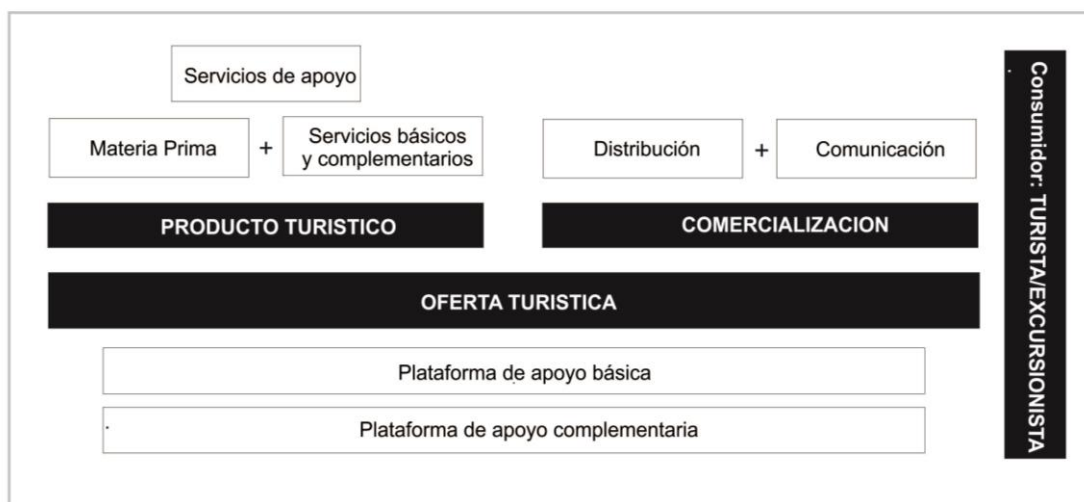 Servicios de apoyo
Materia Prima
+
Servicios básicos
y complementarios
Distribución
+
Comunicación
PRODUCTO TURISTICO
COMERCIALIZACION
OFERTA TURISTICA
Plataforma de apoyo básica
Plataforma de apoyo complementaria
Consumidor: TURISTA/EXCURSIONISTA